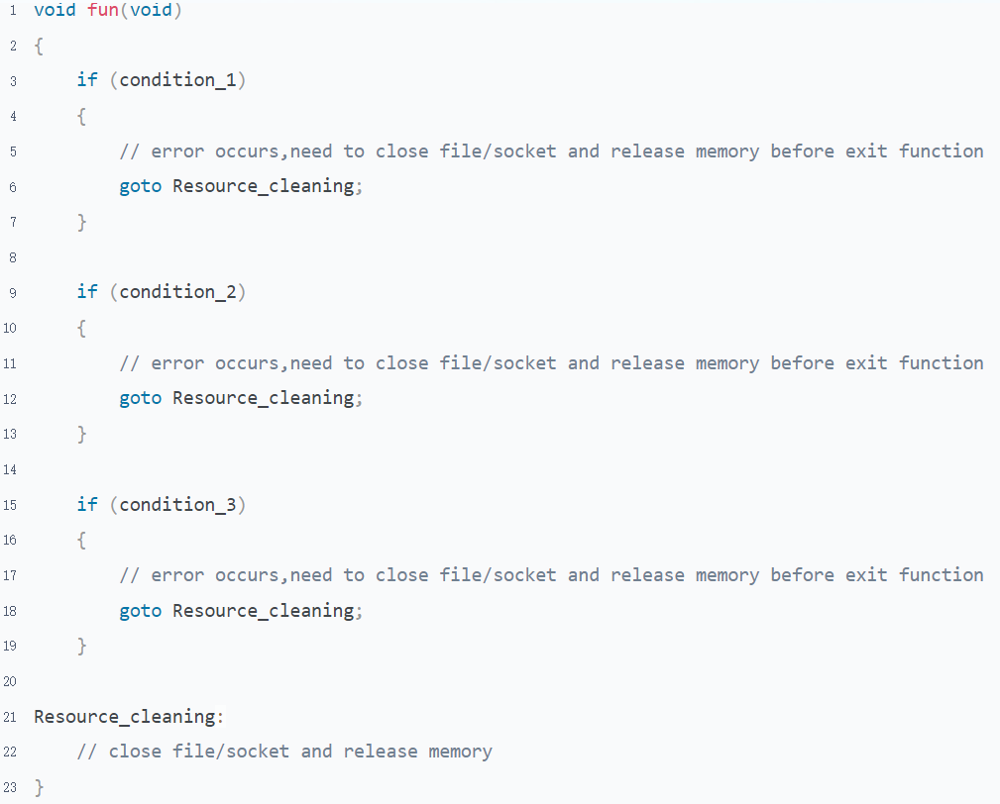 1 void fun(void)
2 {
3     if (condition_1)
4     {
5         // error occurs,need to close file/socket and release memory before exit function
6         goto Resource_cleaning;
7     }
8
9     if (condition_2)
10     {
11         // error occurs,need to close file/socket and release memory before exit function
12         goto Resource_cleaning;
13     }
14
15     if (condition_3)
16     {
17         // error occurs,need to close file/socket and release memory before exit function
18         goto Resource_cleaning;
19     }
20
21 Resource_cleaning:
22     // close file/socket and release memory
23 }